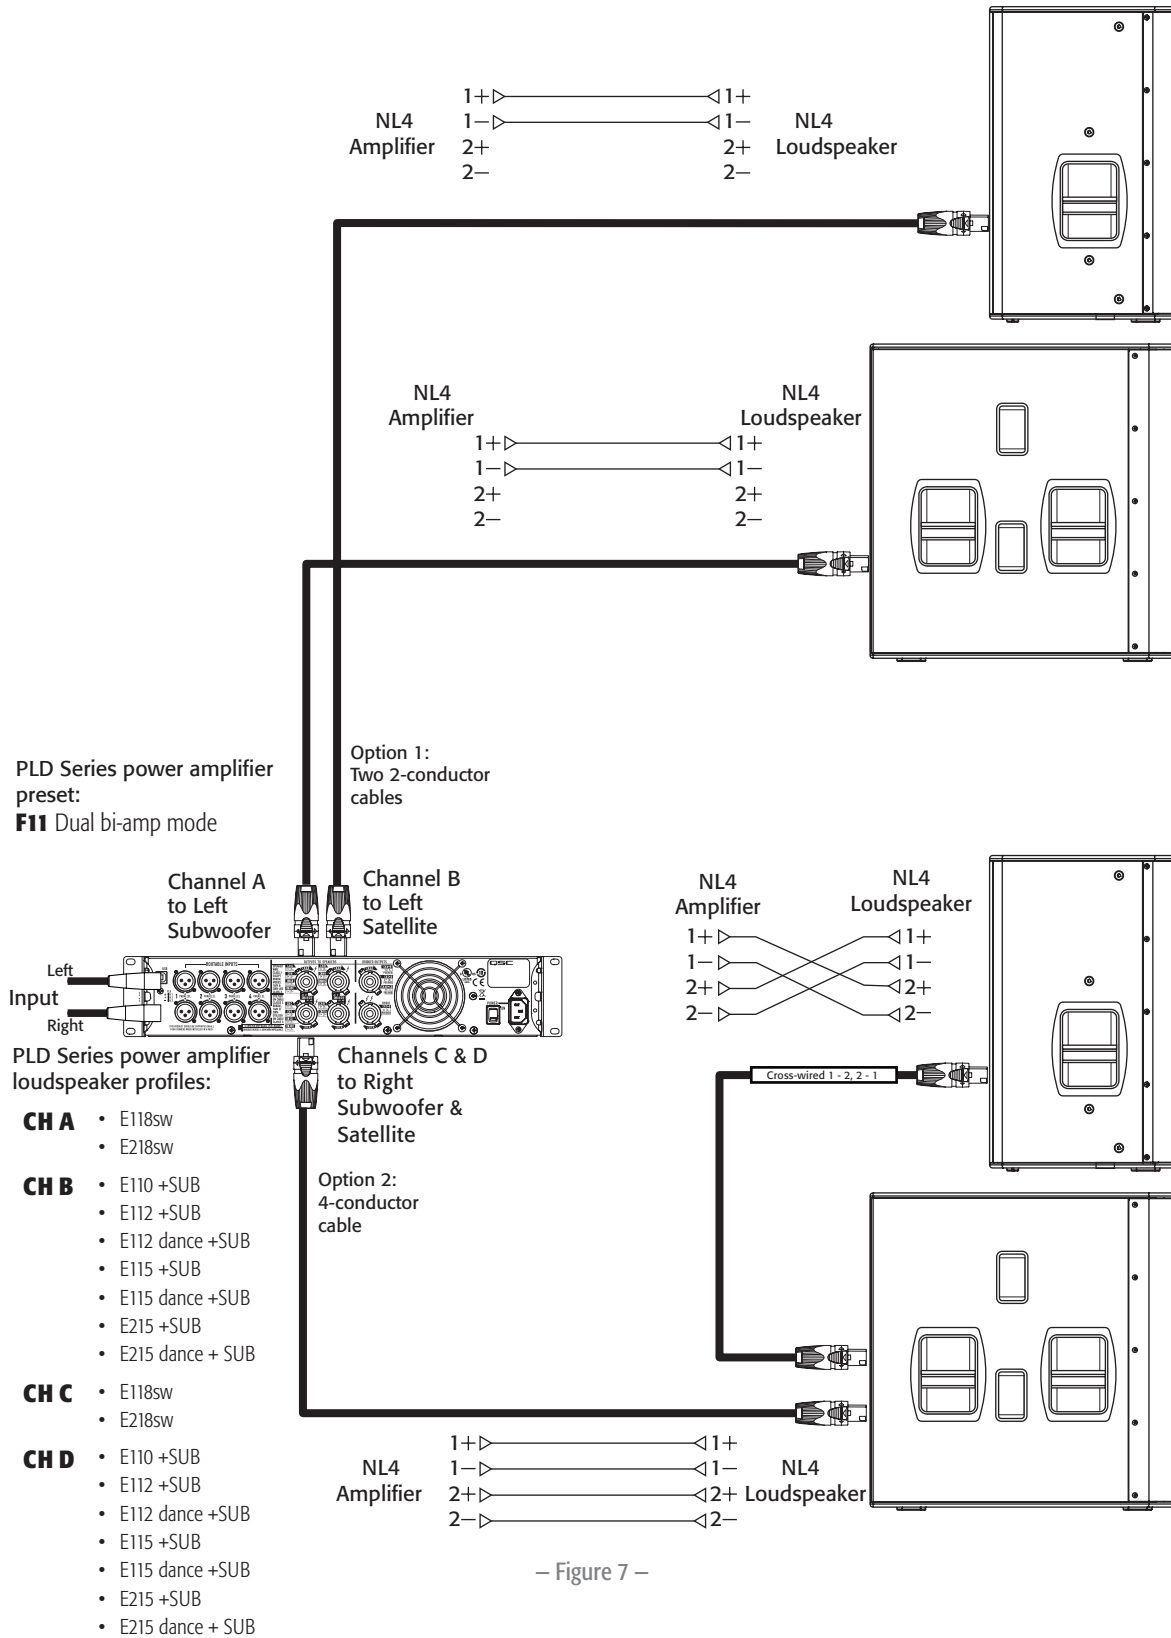 1+ 1+
NL4 1− 1− NL4
Amplifier 2+ 2+ Loudspeaker
2− 2−
NL4 NL4
Amplifier Loudspeaker
1+ 1+
1− 1−
2+ 2+
2− 2−
Option 1:
Two 2-conductor
cables
PLD Series power amplifier
preset:
F11 Dual bi-amp mode
Channel A
to Left
Subwoofer
Channel B
to Left
Satellite
NL4 NL4
Amplifier Loudspeaker
1+ 1+
1− 1−
2+ 2+
2− 2−
Left
Input
Right
ROUTABLE INPUTS
OUTPUTS TO SPEAKERS
QSC
Cross-wired 1 - 2, 2 - 1
PLD Series power amplifier
loudspeaker profiles:
Channels C & D
to Right
Subwoofer &
Satellite
Option 2:
4-conductor
cable
CH A • E118sw
• E218sw
CH B • E110 +SUB
• E112 +SUB
• E112 dance +SUB
• E115 +SUB
• E115 dance +SUB
• E215 +SUB
• E215 dance + SUB
CH C • E118sw
• E218sw
CH D • E110 +SUB
• E112 +SUB
• E112 dance +SUB
• E115 +SUB
• E115 dance +SUB
• E215 +SUB
• E215 dance + SUB
1+ 1+
NL4 1− 1− NL4
Amplifier 2+ 2+ Loudspeaker
2− 2−
— Figure 7 —